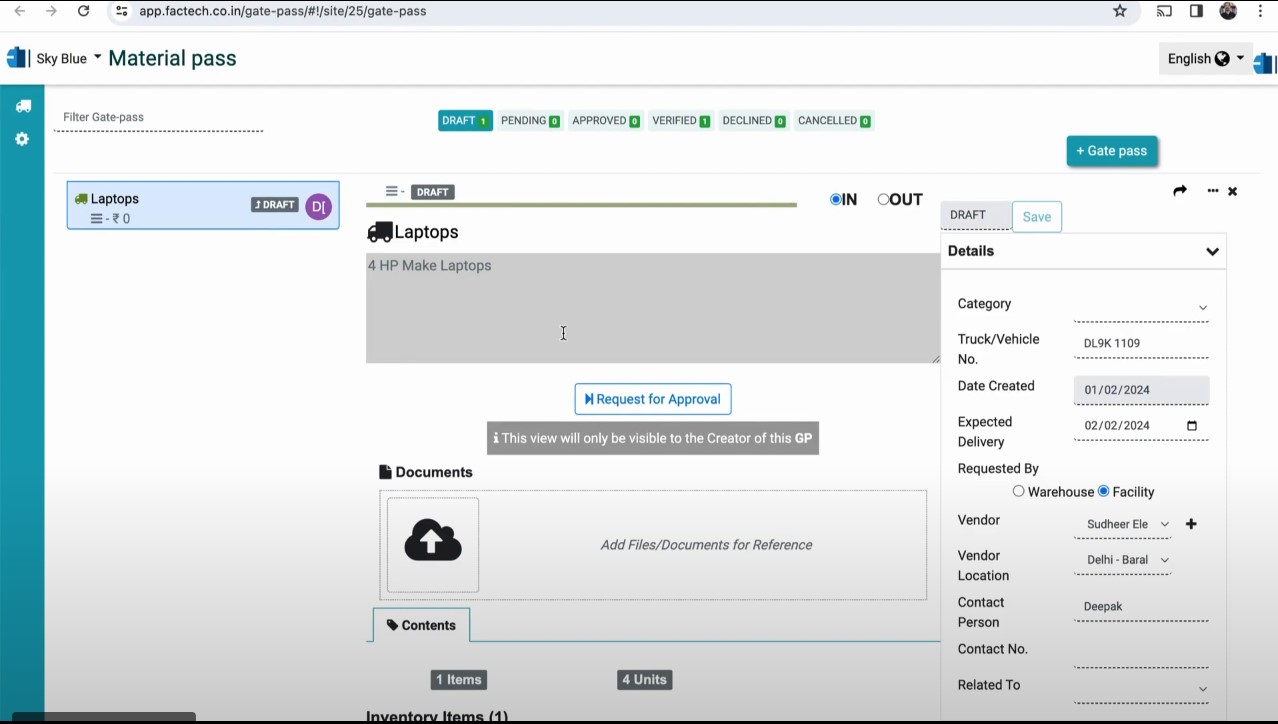 app.factech.co.in/gate-pass/#!/site/25/gate-pass
Sky Blue Material pass
English
Filter Gate-pass
DRAFT 1 PENDING 0 APPROVED 0 VERIFIED 1 DECLINED 0 CANCELLED 0
+ Gate pass
Laptops
DRAFT
D[
- ₹ 0
- DRAFT
IN OUT
Laptops
4 HP Make Laptops
Request for Approval
This view will only be visible to the Creator of this GP
Documents
Add Files/Documents for Reference
Contents
1 Items 4 Units
Inventory Items (1)
DRAFT Save
Details
Category
Truck/Vehicle No. DL9K 1109
Date Created 01/02/2024
Expected Delivery 02/02/2024
Requested By
Warehouse Facility
Vendor Sudheer Ele
Vendor Location Delhi - Baral
Contact Person Deepak
Contact No.
Related To